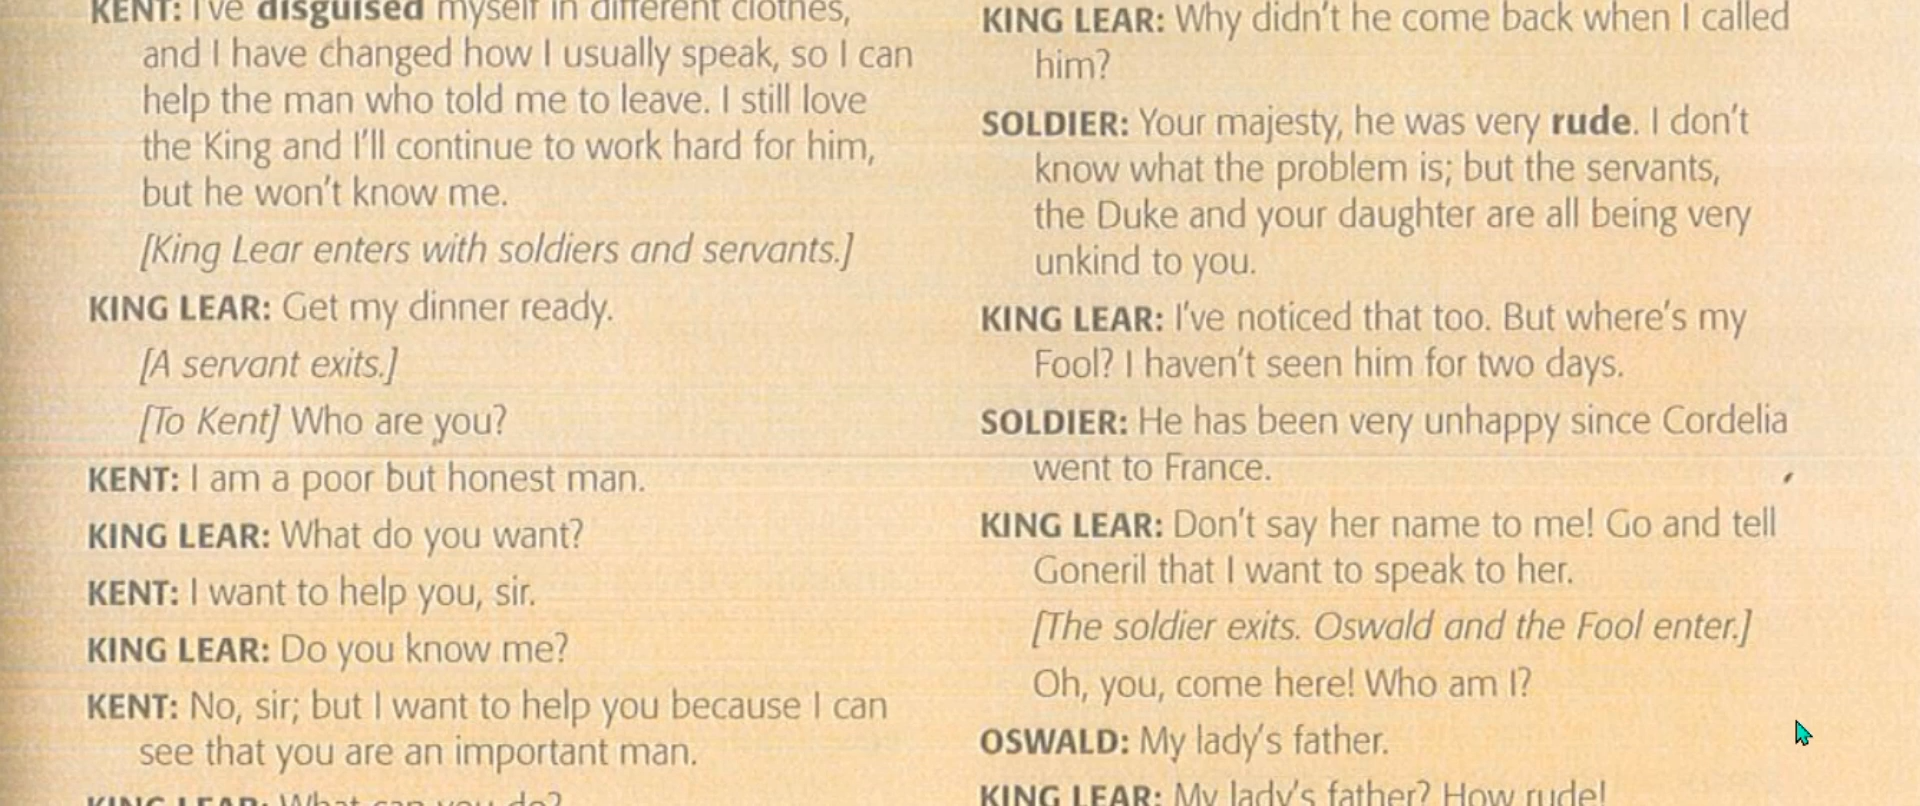 KENT: I've disguised myself in different clothes,
and I have changed how I usually speak, so I can
help the man who told me to leave. I still love
the King and I'll continue to work hard for him,
but he won't know me.
[King Lear enters with soldiers and servants.]
KING LEAR: Get my dinner ready.
[A servant exits.]
[To Kent] Who are you?
KENT: I am a poor but honest man.
KING LEAR: What do you want?
KENT: I want to help you, sir.
KING LEAR: Do you know me?
KENT: No, sir; but I want to help you because I can
see that you are an important man.
KING LEAR: What can you do?
KING LEAR: Why didn't he come back when I called
him?
SOLDIER: Your majesty, he was very rude. I don't
know what the problem is; but the servants,
the Duke and your daughter are all being very
unkind to you.
KING LEAR: I've noticed that too. But where's my
Fool? I haven't seen him for two days.
SOLDIER: He has been very unhappy since Cordelia
went to France.
KING LEAR: Don't say her name to me! Go and tell
Goneril that I want to speak to her.
[The soldier exits. Oswald and the Fool enter.]
Oh, you, come here! Who am I?
OSWALD: My lady's father.
KING LEAR: My lady's father? How rude!